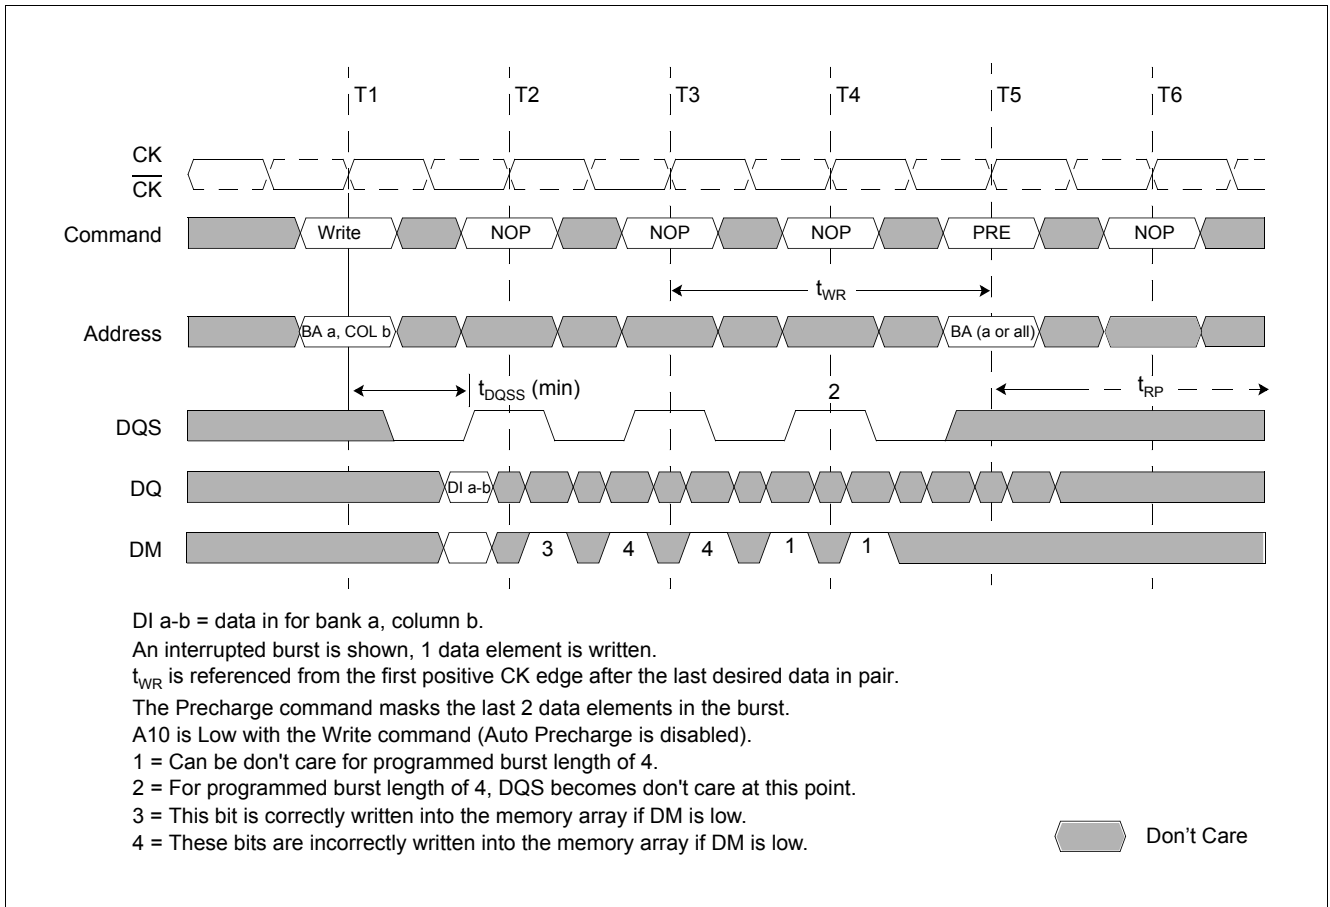 T1 T2 T3 T4 T5 T6
CK
CK
Command Write NOP NOP NOP PRE NOP
tWR
Address BA a, COL b BA (a or all)
tDQSS (min) 2 tRP
DQS
DQ DI a-b
DM 3 4 4 1 1
DI a-b = data in for bank a, column b.
An interrupted burst is shown, 1 data element is written.
tWR is referenced from the first positive CK edge after the last desired data in pair.
The Precharge command masks the last 2 data elements in the burst.
A10 is Low with the Write command (Auto Precharge is disabled).
1 = Can be don't care for programmed burst length of 4.
2 = For programmed burst length of 4, DQS becomes don't care at this point.
3 = This bit is correctly written into the memory array if DM is low.
4 = These bits are incorrectly written into the memory array if DM is low.
Don't Care